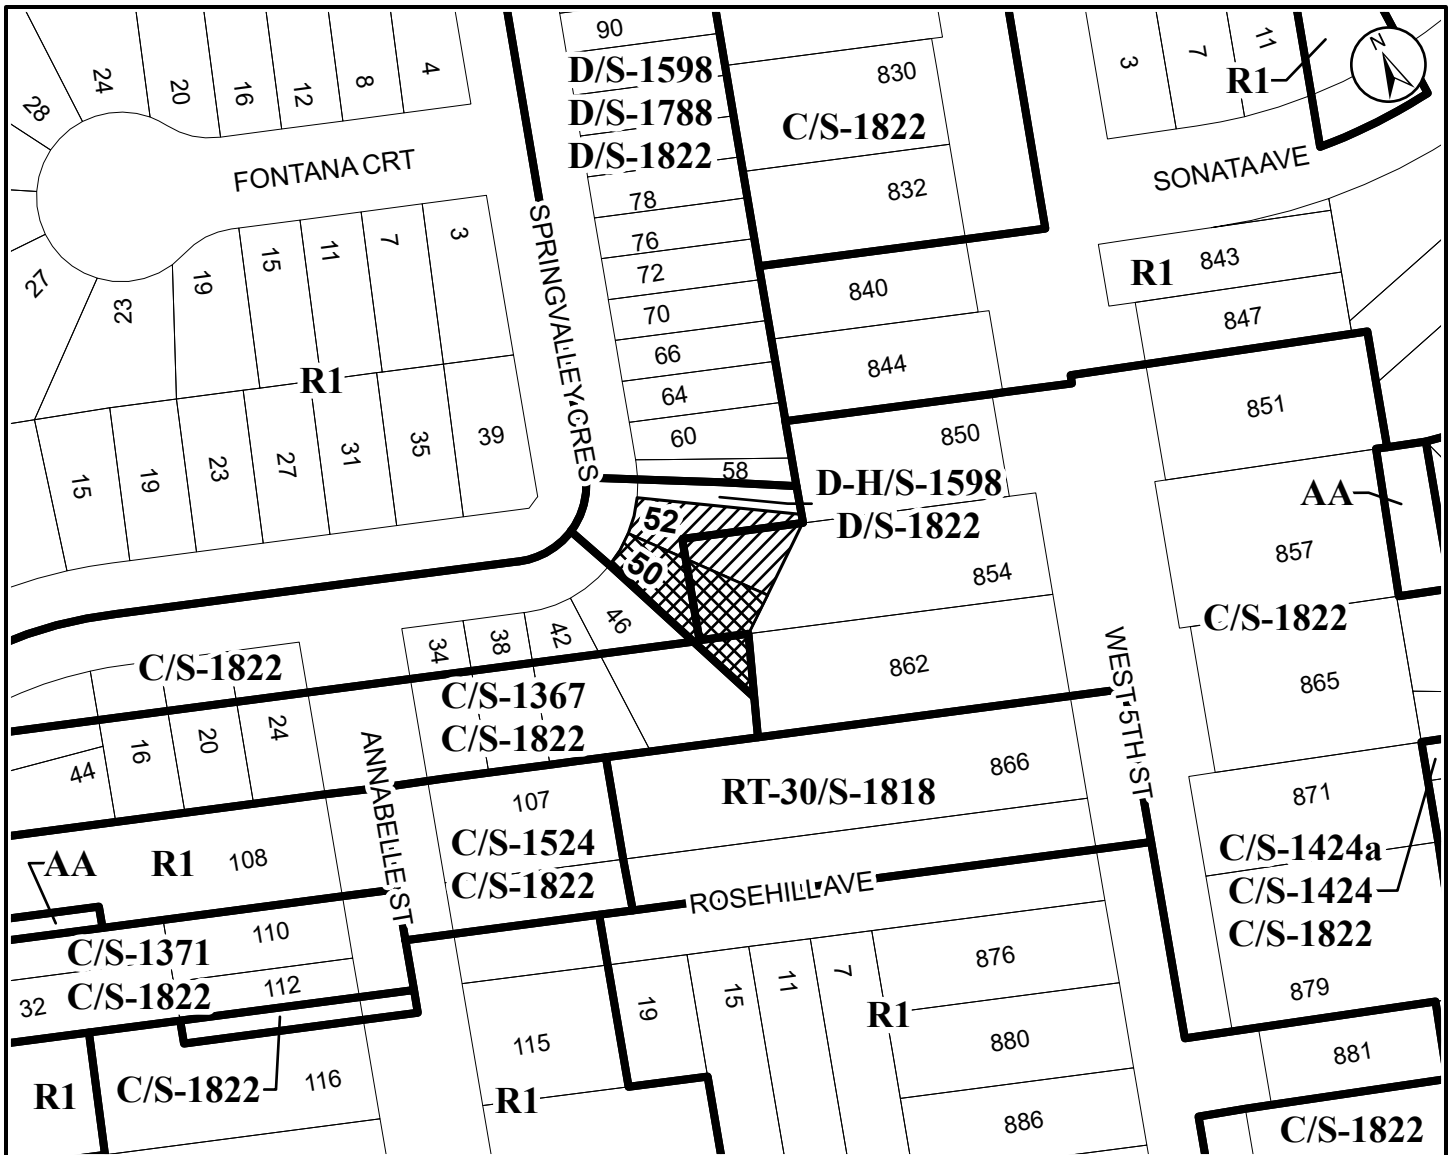 90
D/S-1598
D/S-1788
D/S-1822
830
C/S-1822
832
3
7
11
R1
N
28
24
20
16
12
8
4
FONTANA CRT
SONATA AVE
27
23
19
15
11
7
3
R1
SPRINGVALLEY CRES
78
76
72
70
66
64
60
58
840
844
R1
843
847
15
19
23
27
31
35
39
850
851
D-H/S-1598
D/S-1822
52
50
46
854
862
AA
857
C/S-1822
865
C/S-1822
34
38
42
C/S-1367
C/S-1822
WEST 5TH ST
44
16
20
24
ANNABELLE ST
107
C/S-1524
C/S-1822
RT-30/S-1818
866
871
C/S-1424a
C/S-1424
C/S-1822
AA
R1
108
ROSEHILL AVE
C/S-1371
C/S-1822
110
112
32
19
15
11
7
R1
876
880
886
879
881
115
R1
R1
C/S-1822
116
C/S-1822